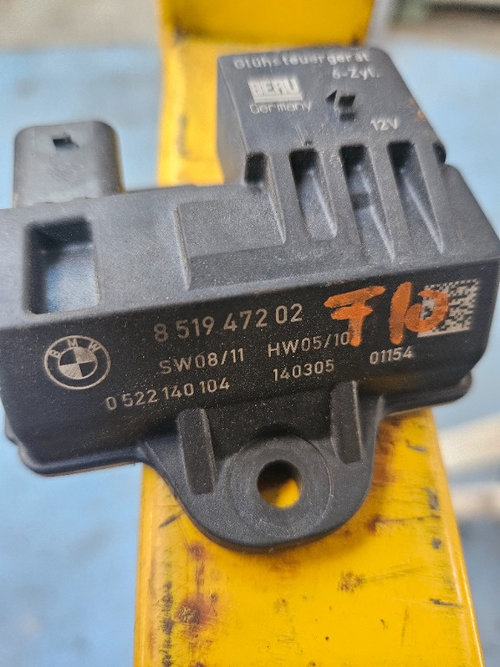 Glühsteuergerät
6-Zyl.
BERU
Germany
12V
BMW
8 519 472 02
F10
SW08/11 HW05/10
0 522 140 104 140305 01154